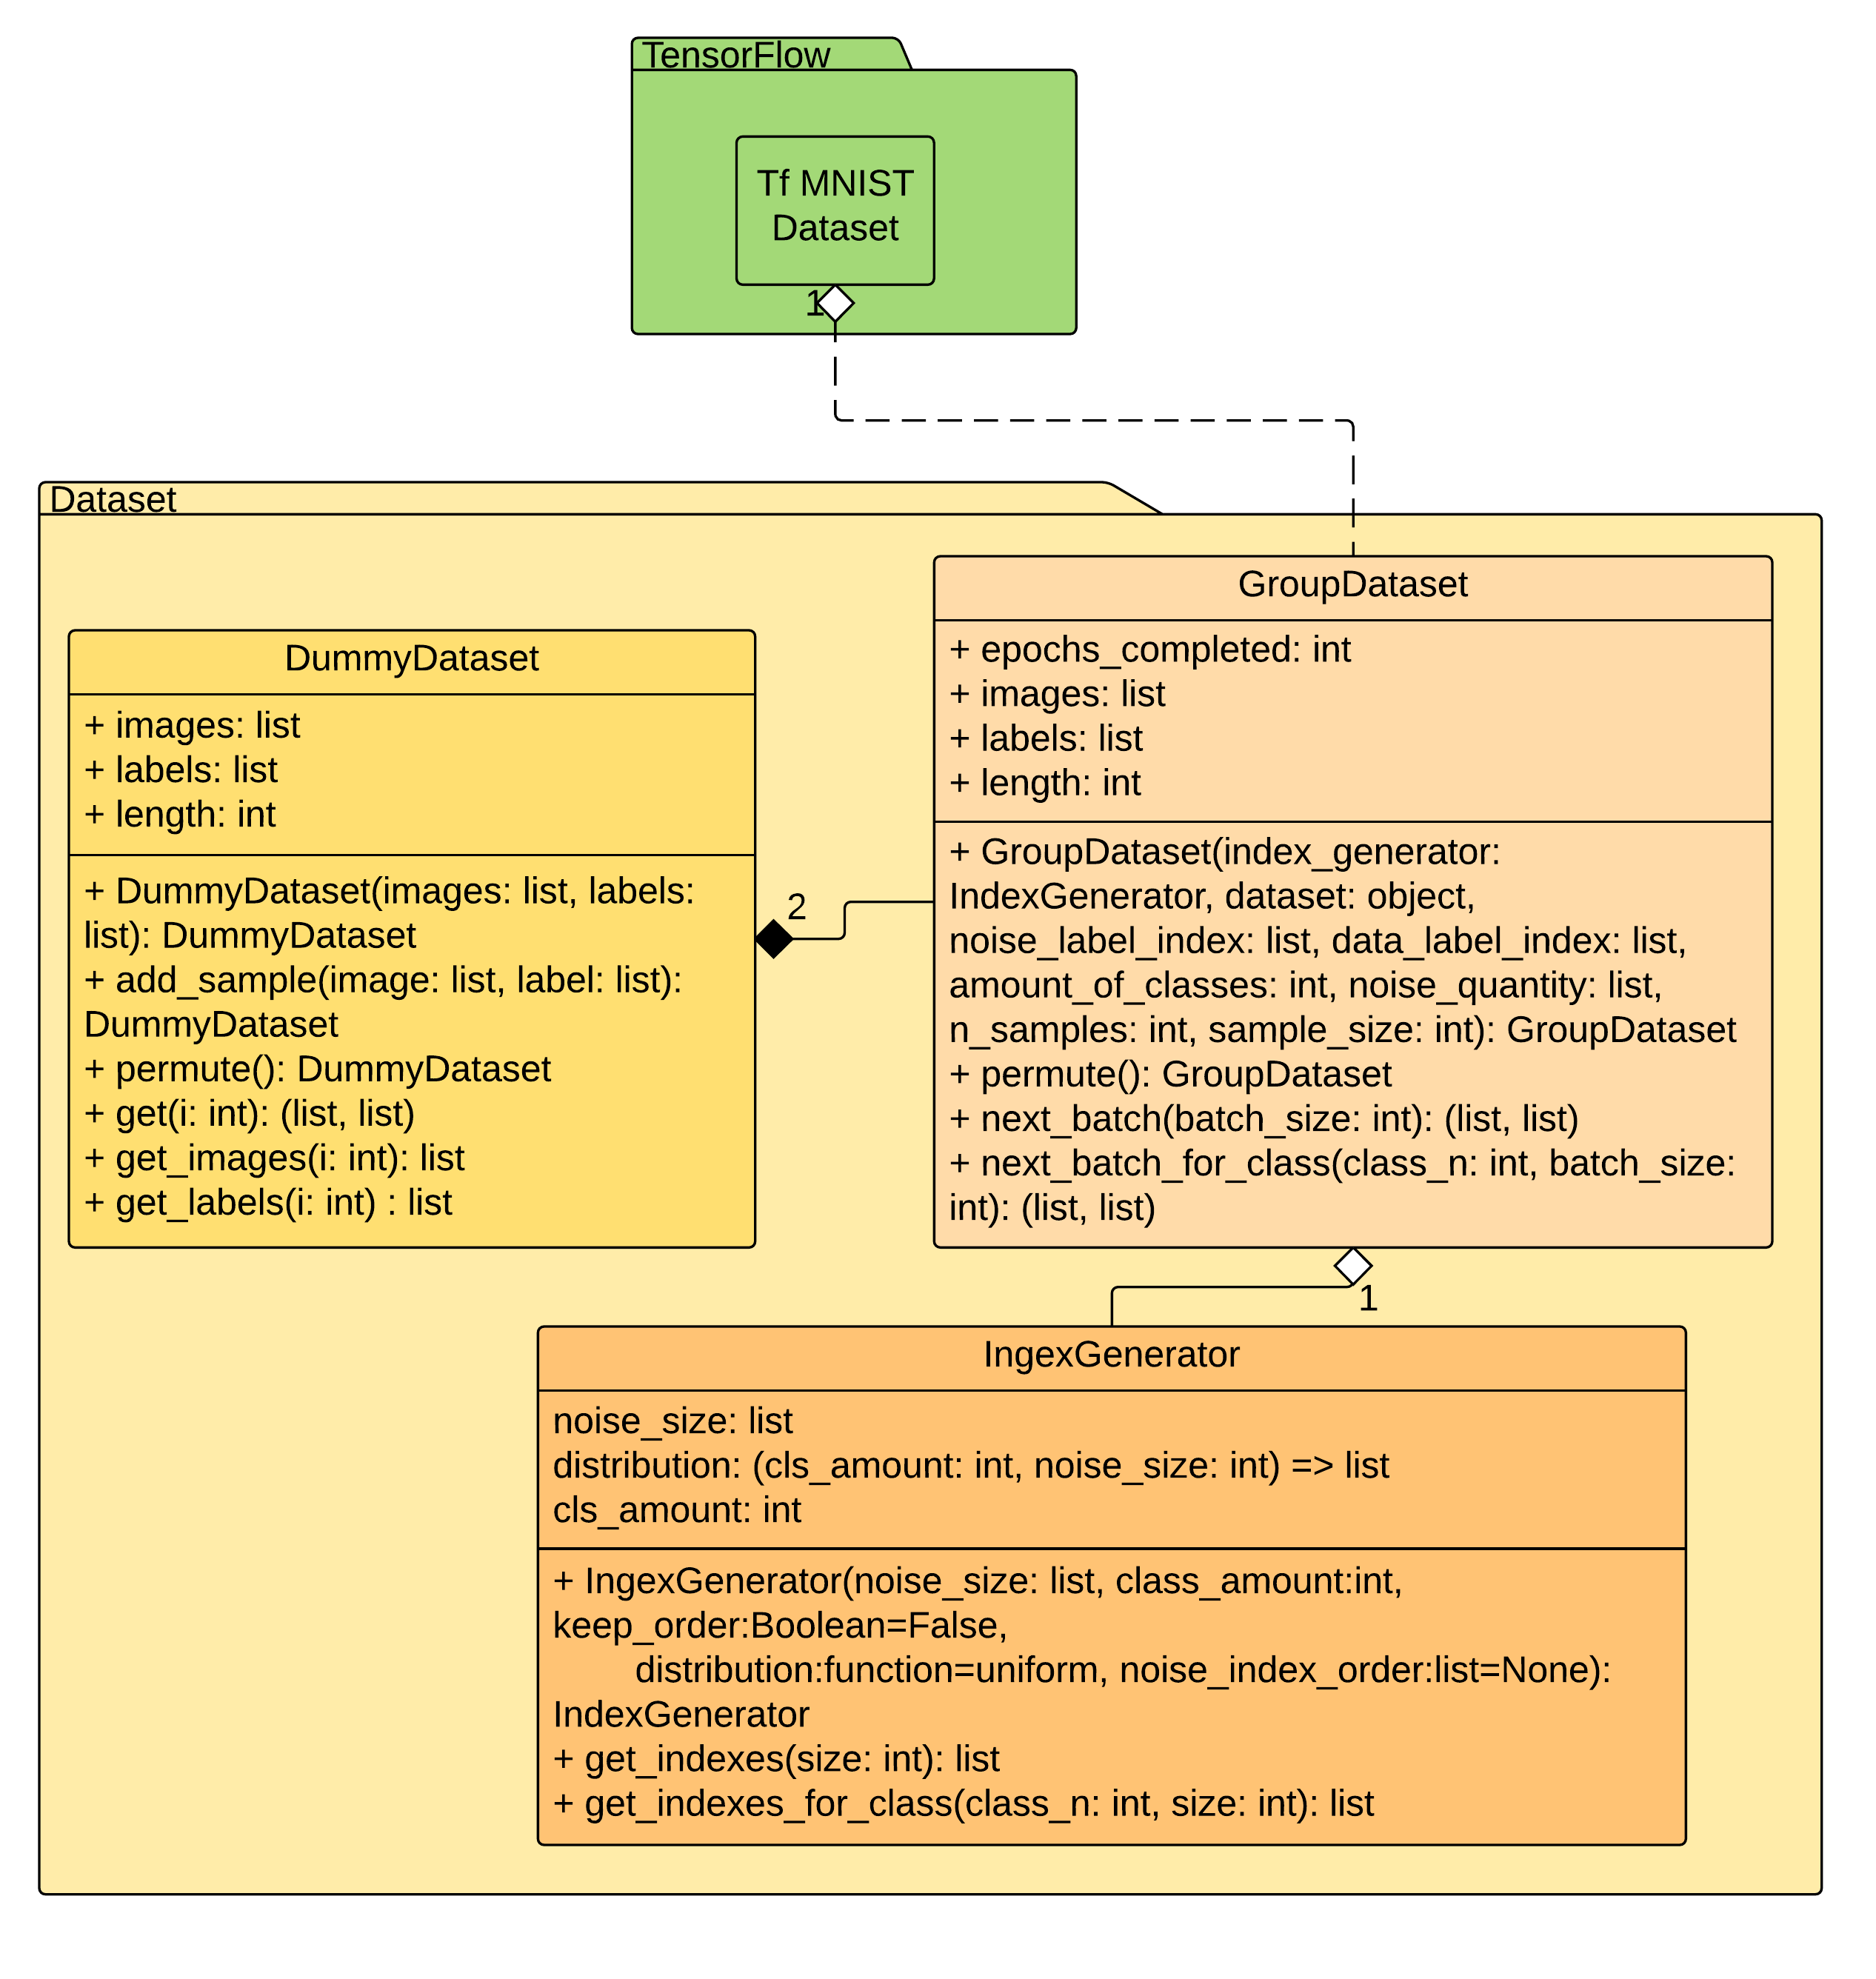 TensorFlow
Tf MNIST
Dataset
1
Dataset
DummyDataset
+ images: list
+ labels: list
+ length: int
+ DummyDataset(images: list, labels:
list): DummyDataset
+ add_sample(image: list, label: list):
DummyDataset
+ permute(): DummyDataset
+ get(i: int): (list, list)
+ get_images(i: int): list
+ get_labels(i: int) : list
2
GroupDataset
+ epochs_completed: int
+ images: list
+ labels: list
+ length: int
+ GroupDataset(index_generator:
IndexGenerator, dataset: object,
noise_label_index: list, data_label_index: list,
amount_of_classes: int, noise_quantity: list,
n_samples: int, sample_size: int): GroupDataset
+ permute(): GroupDataset
+ next_batch(batch_size: int): (list, list)
+ next_batch_for_class(class_n: int, batch_size:
int): (list, list)
1
IngexGenerator
noise_size: list
distribution: (cls_amount: int, noise_size: int) => list
cls_amount: int
+ IngexGenerator(noise_size: list, class_amount:int,
keep_order:Boolean=False,
distribution:function=uniform, noise_index_order:list=None):
IndexGenerator
+ get_indexes(size: int): list
+ get_indexes_for_class(class_n: int, size: int): list